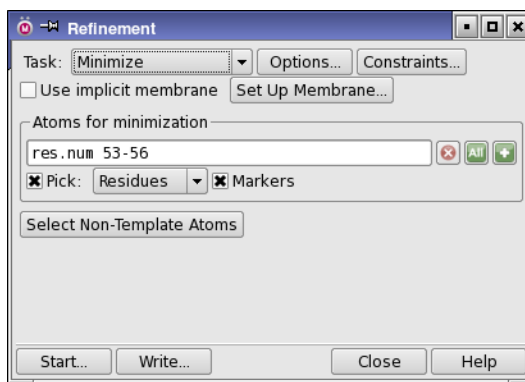 Refinement
Task: Minimize Options... Constraints...
Use implicit membrane Set Up Membrane...
Atoms for minimization
res.num 53-56 All
Pick: Residues Markers
Select Non-Template Atoms
Start... Write... Close Help